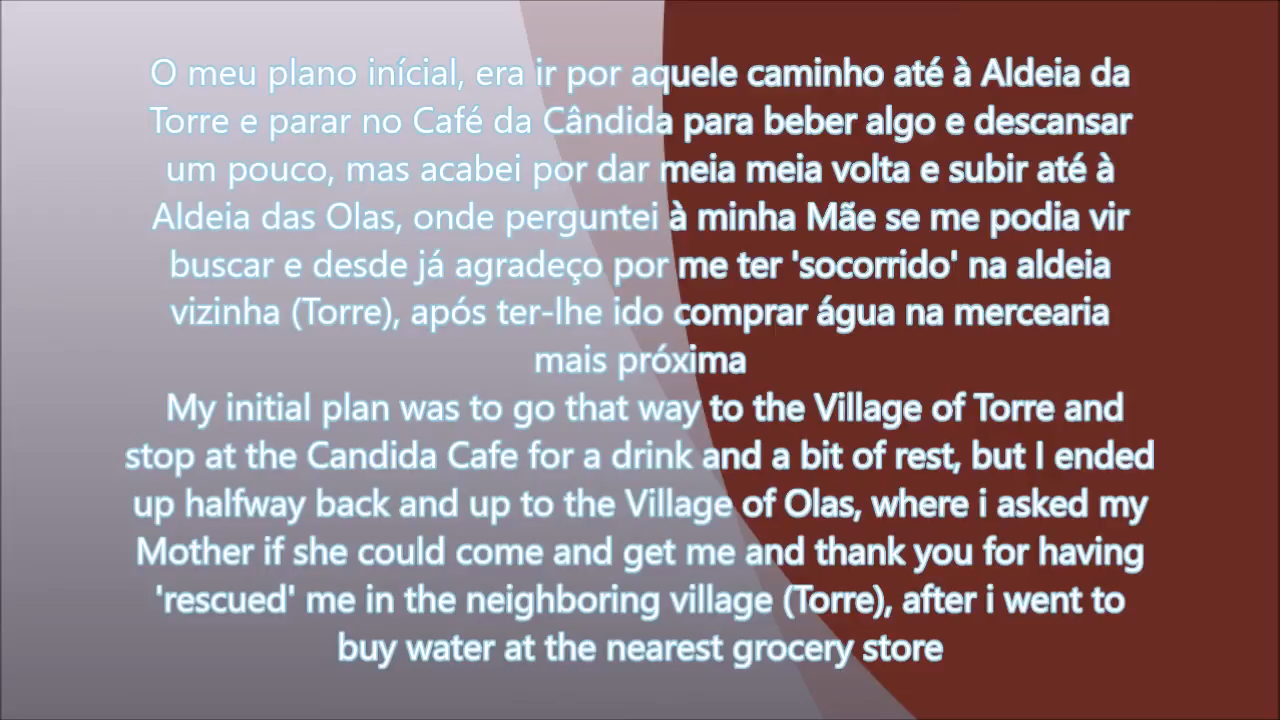 O meu plano inícial, era ir por aquele caminho até à Aldeia da
Torre e parar no Café da Cândida para beber algo e descansar
um pouco, mas acabei por dar meia meia volta e subir até à
Aldeia das Olas, onde perguntei à minha Mãe se me podia vir
buscar e desde já agradeço por me ter 'socorrido' na aldeia
vizinha (Torre), após ter-lhe ido comprar água na mercearia
mais próxima
My initial plan was to go that way to the Village of Torre and
stop at the Candida Cafe for a drink and a bit of rest, but I ended
up halfway back and up to the Village of Olas, where i asked my
Mother if she could come and get me and thank you for having
'rescued' me in the neighboring village (Torre), after i went to
buy water at the nearest grocery store